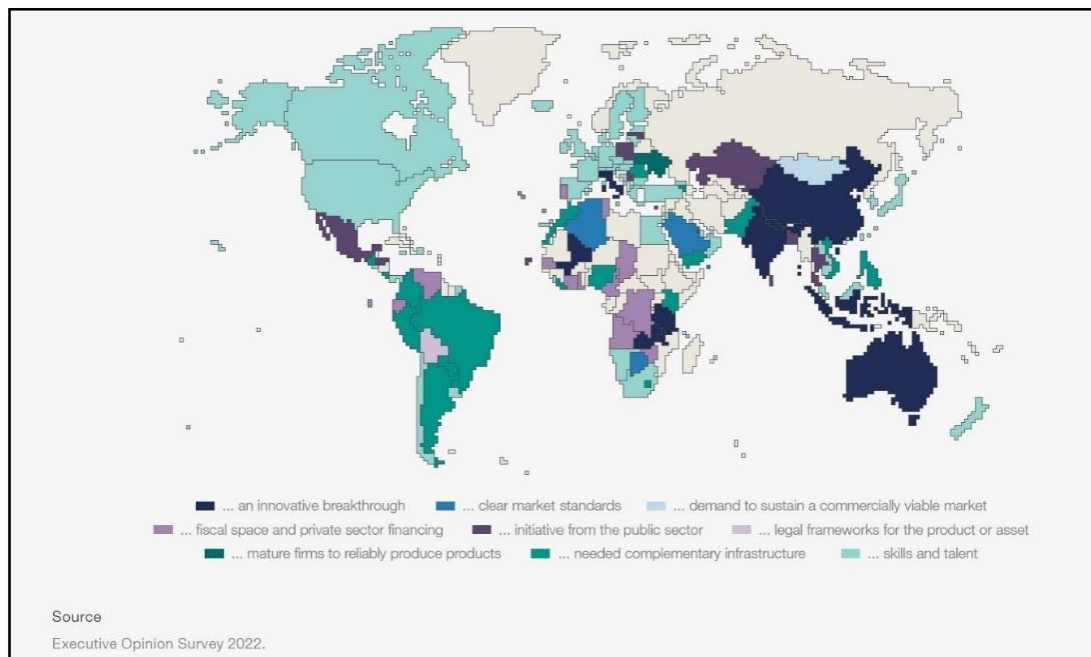 ... an innovative breakthrough ... clear market standards ... demand to sustain a commercially viable market
... fiscal space and private sector financing ... initiative from the public sector ... legal frameworks for the product or asset
... mature firms to reliably produce products ... needed complementary infrastructure ... skills and talent
Source
Executive Opinion Survey 2022.